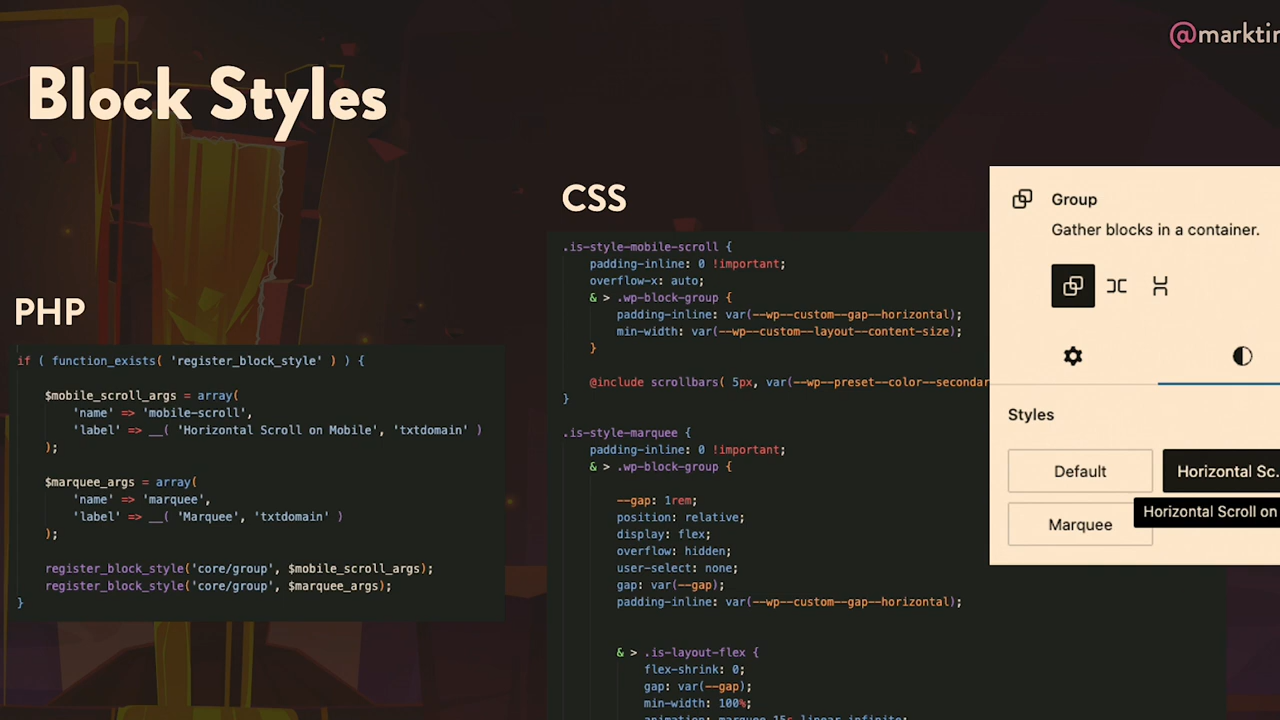 @marktim
Block Styles
PHP
if ( function_exists( 'register_block_style' ) ) {
$mobile_scroll_args = array(
'name' => 'mobile-scroll',
'label' => __( 'Horizontal Scroll on Mobile', 'txtdomain' )
);
$marquee_args = array(
'name' => 'marquee',
'label' => __( 'Marquee', 'txtdomain' )
);
register_block_style('core/group', $mobile_scroll_args);
register_block_style('core/group', $marquee_args);
}
CSS
.is-style-mobile-scroll {
padding-inline: 0 !important;
overflow-x: auto;
& > .wp-block-group {
padding-inline: var(--wp--custom--gap--horizontal);
min-width: var(--wp--custom--layout--content-size);
}
@include scrollbars( 5px, var(--wp--preset--color--secondar
}
.is-style-marquee {
padding-inline: 0 !important;
& > .wp-block-group {
--gap: 1rem;
position: relative;
display: flex;
overflow: hidden;
user-select: none;
gap: var(--gap);
padding-inline: var(--wp--custom--gap--horizontal);
& > .is-layout-flex {
flex-shrink: 0;
gap: var(--gap);
min-width: 100%;
animation: marquee 15s linear infinite;
Group
Gather blocks in a container.
Styles
Default
Horizontal Sc..
Horizontal Scroll on
Marquee